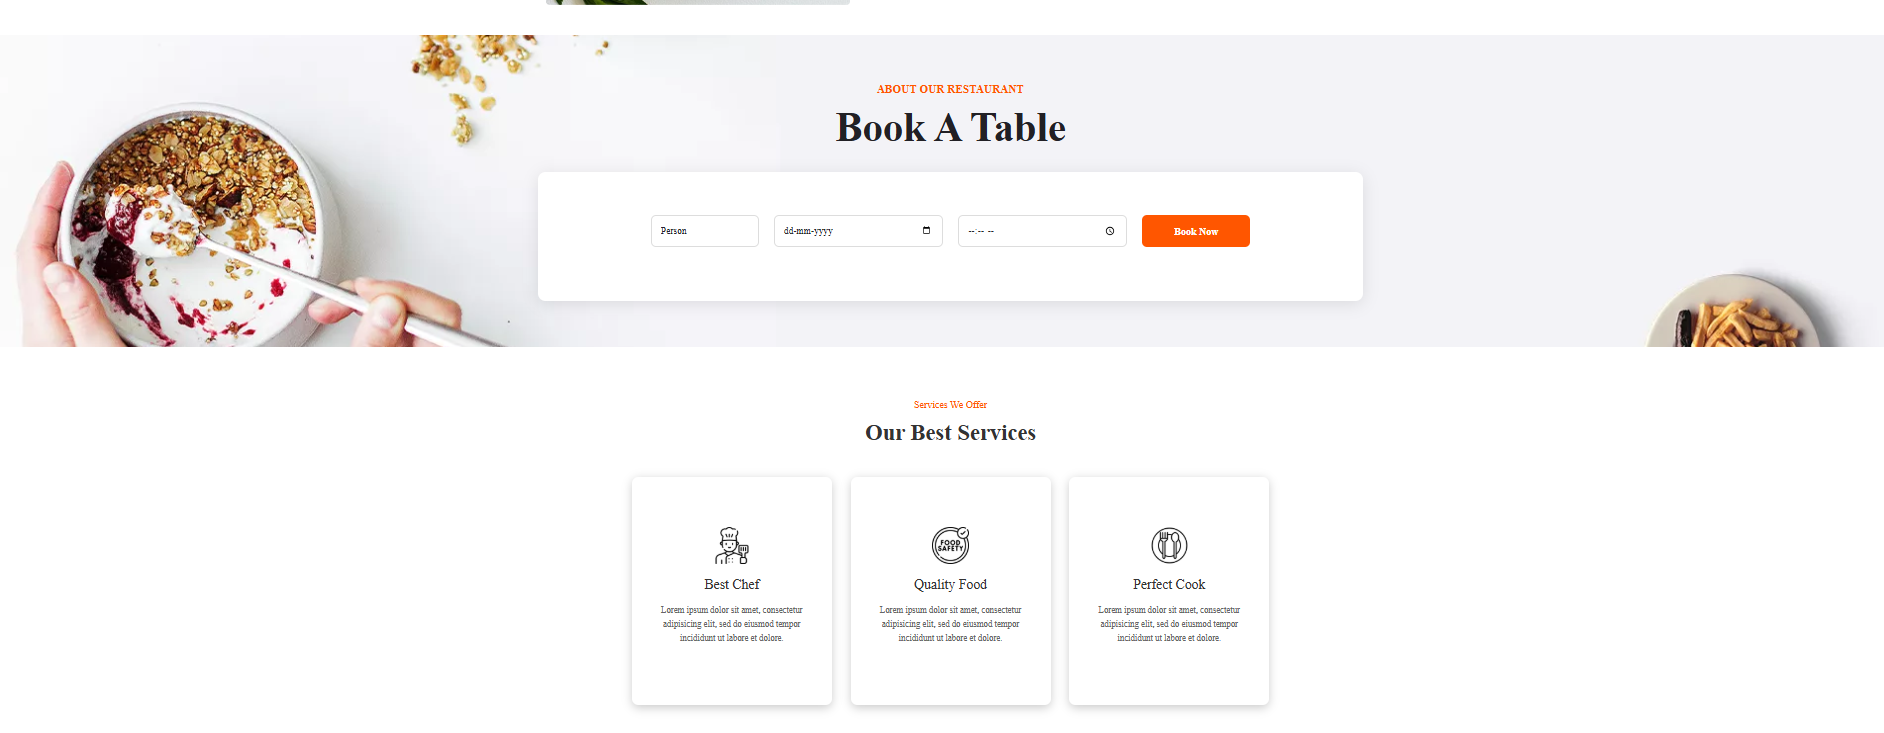 ABOUT OUR RESTAURANT
Book A Table
Person
dd-mm-yyyy
--:-- --
Book Now
Services We Offer
Our Best Services
FOOD
SAFETY
Best Chef
Lorem ipsum dolor sit amet, consectetur
adipisicing elit, sed do eiusmod tempor
incididunt ut labore et dolore.
Quality Food
Lorem ipsum dolor sit amet, consectetur
adipisicing elit, sed do eiusmod tempor
incididunt ut labore et dolore.
Perfect Cook
Lorem ipsum dolor sit amet, consectetur
adipisicing elit, sed do eiusmod tempor
incididunt ut labore et dolore.